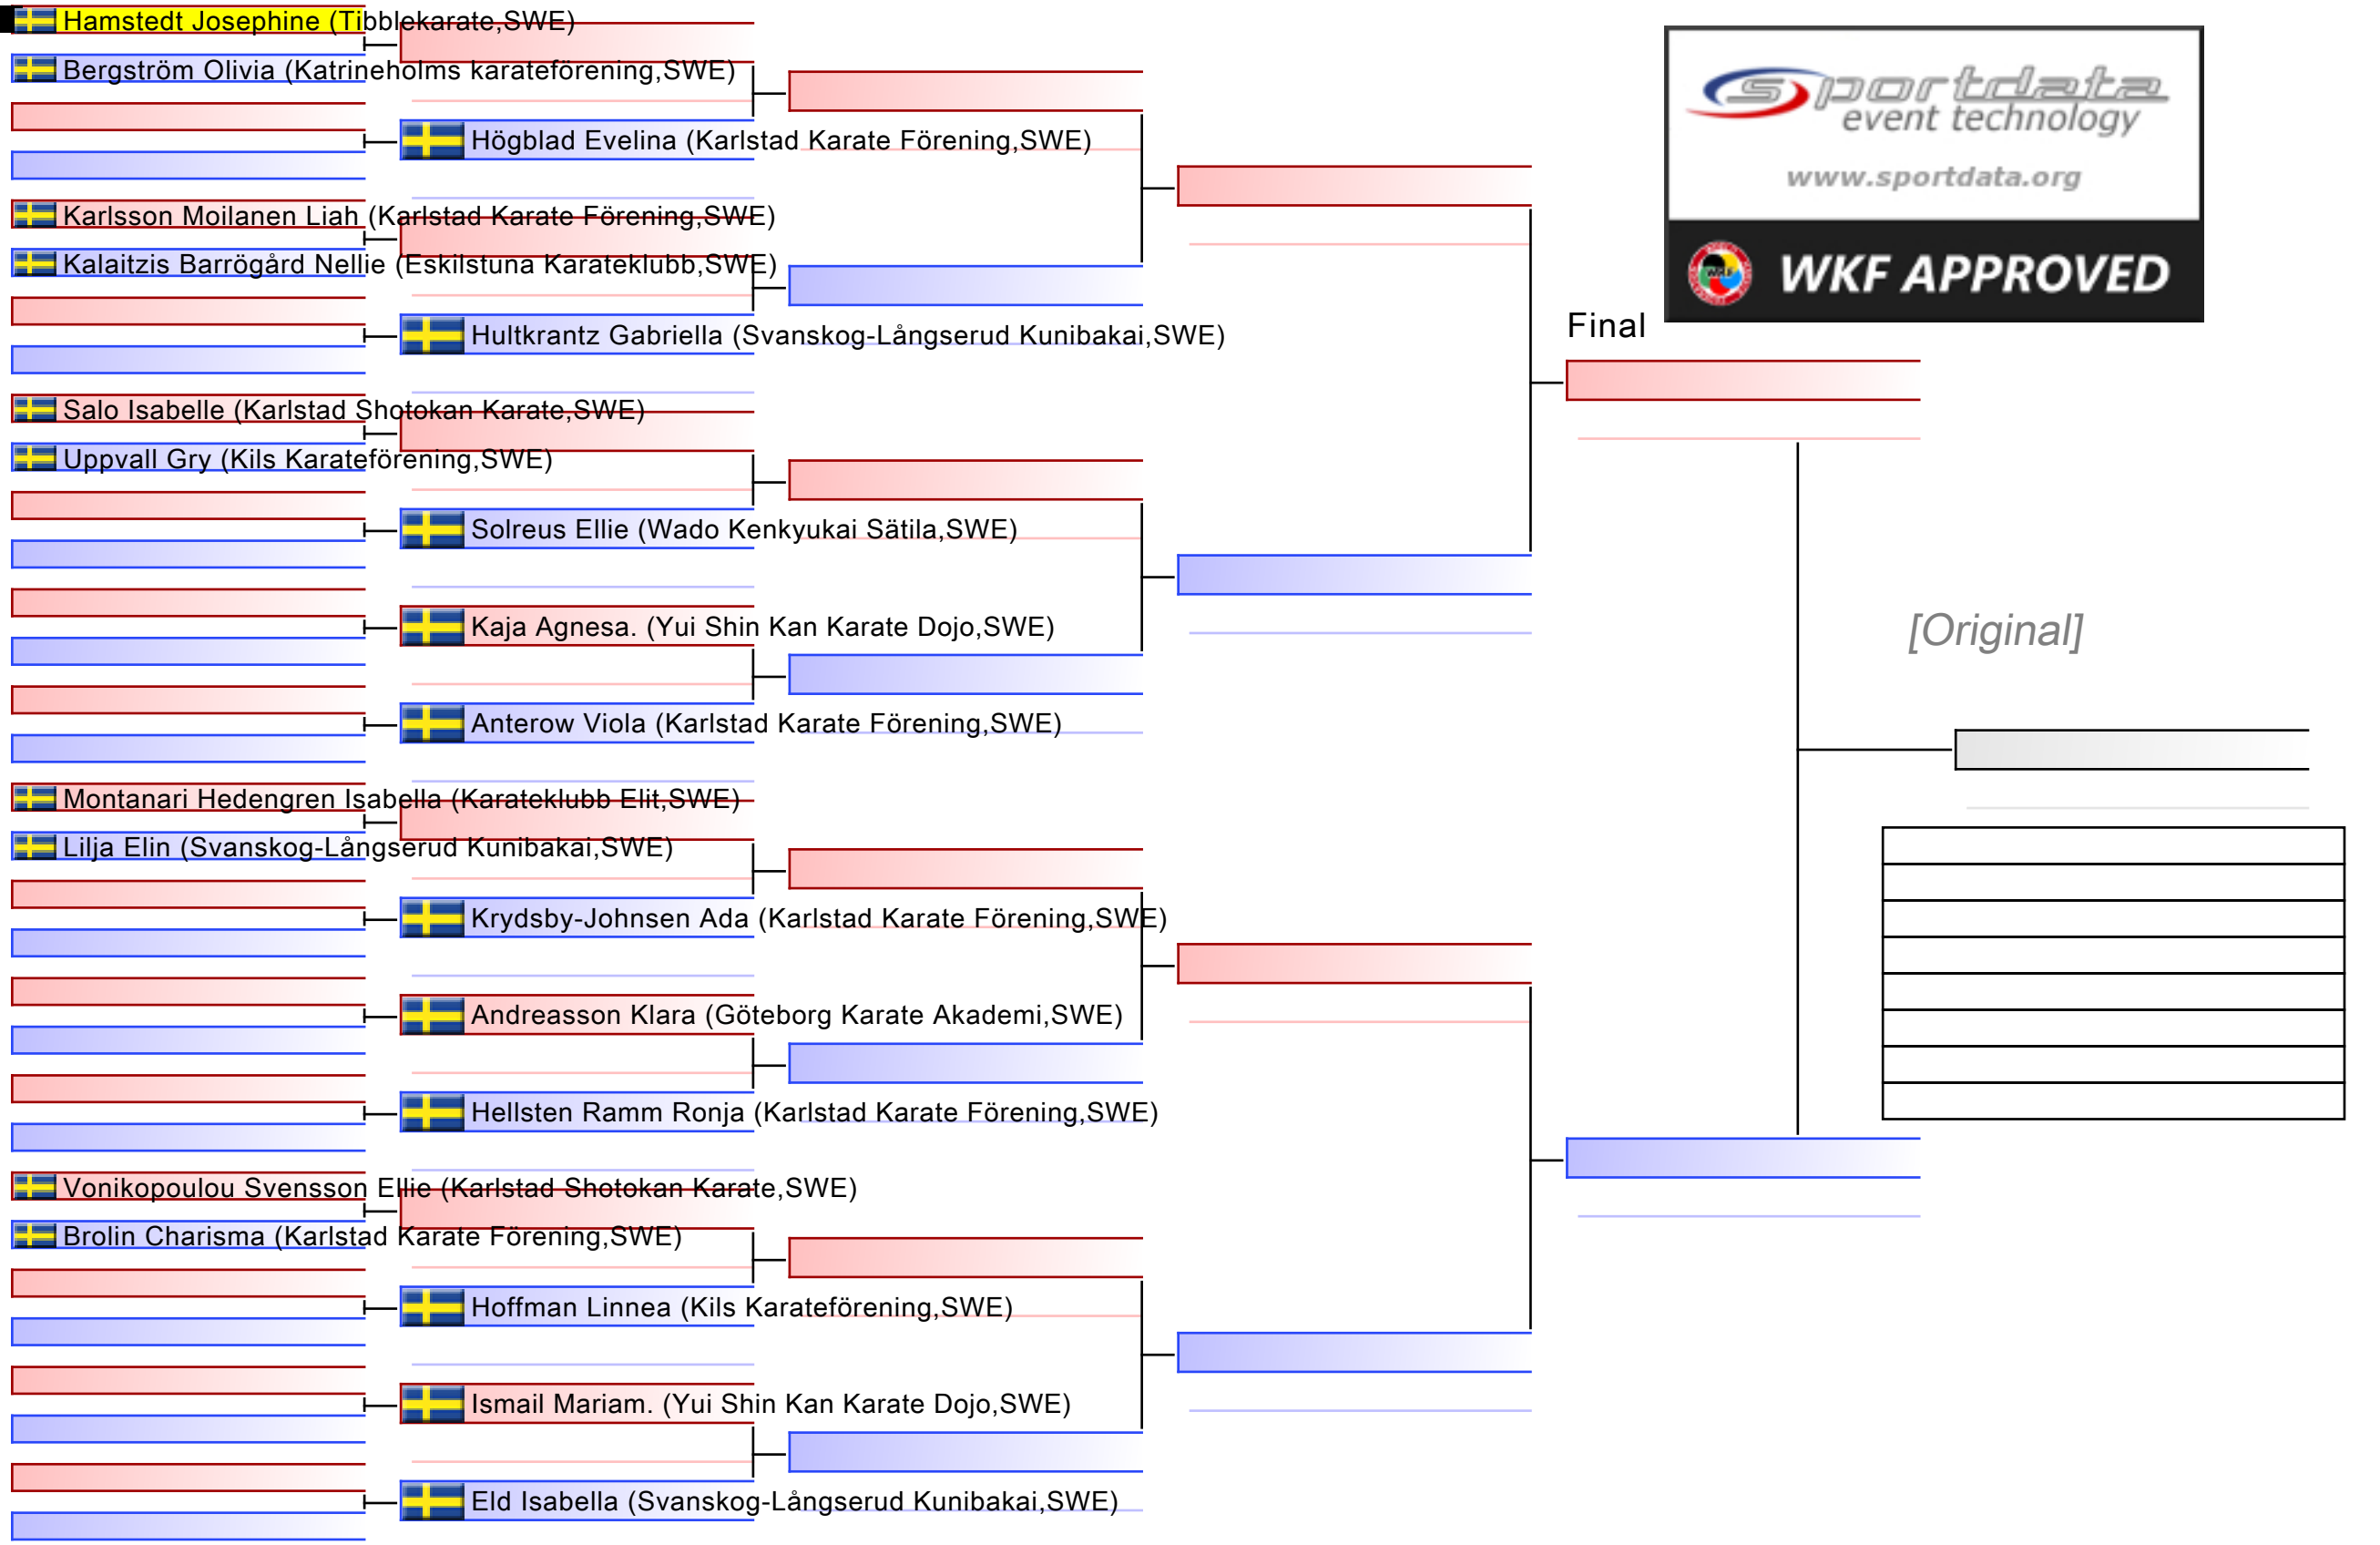 Hamstedt Josephine (Tibblekarate,SWE)
Bergström Olivia (Katrineholms karateförening,SWE)
Högblad Evelina (Karlstad Karate Förening,SWE)
Karlsson Moilanen Liah (Karlstad Karate Förening,SWE)
Kalaitzis Barrögård Nellie (Eskilstuna Karateklubb,SWE)
Hultkrantz Gabriella (Svanskog-Långserud Kunibakai,SWE)
Salo Isabelle (Karlstad Shotokan Karate,SWE)
Uppvall Gry (Kils Karateförening,SWE)
Solreus Ellie (Wado Kenkyukai Sätila,SWE)
Kaja Agnesa. (Yui Shin Kan Karate Dojo,SWE)
Anterow Viola (Karlstad Karate Förening,SWE)
Montanari Hedengren Isabella (Karateklubb Elit,SWE)
Lilja Elin (Svanskog-Långserud Kunibakai,SWE)
Krydsby-Johnsen Ada (Karlstad Karate Förening,SWE)
Andreasson Klara (Göteborg Karate Akademi,SWE)
Hellsten Ramm Ronja (Karlstad Karate Förening,SWE)
Vonikopoulou Svensson Ellie (Karlstad Shotokan Karate,SWE)
Brolin Charisma (Karlstad Karate Förening,SWE)
Hoffman Linnea (Kils Karateförening,SWE)
Ismail Mariam. (Yui Shin Kan Karate Dojo,SWE)
Eld Isabella (Svanskog-Långserud Kunibakai,SWE)
sportdata
event technology
www.sportdata.org
WKF
WKF APPROVED
Final
[Original]